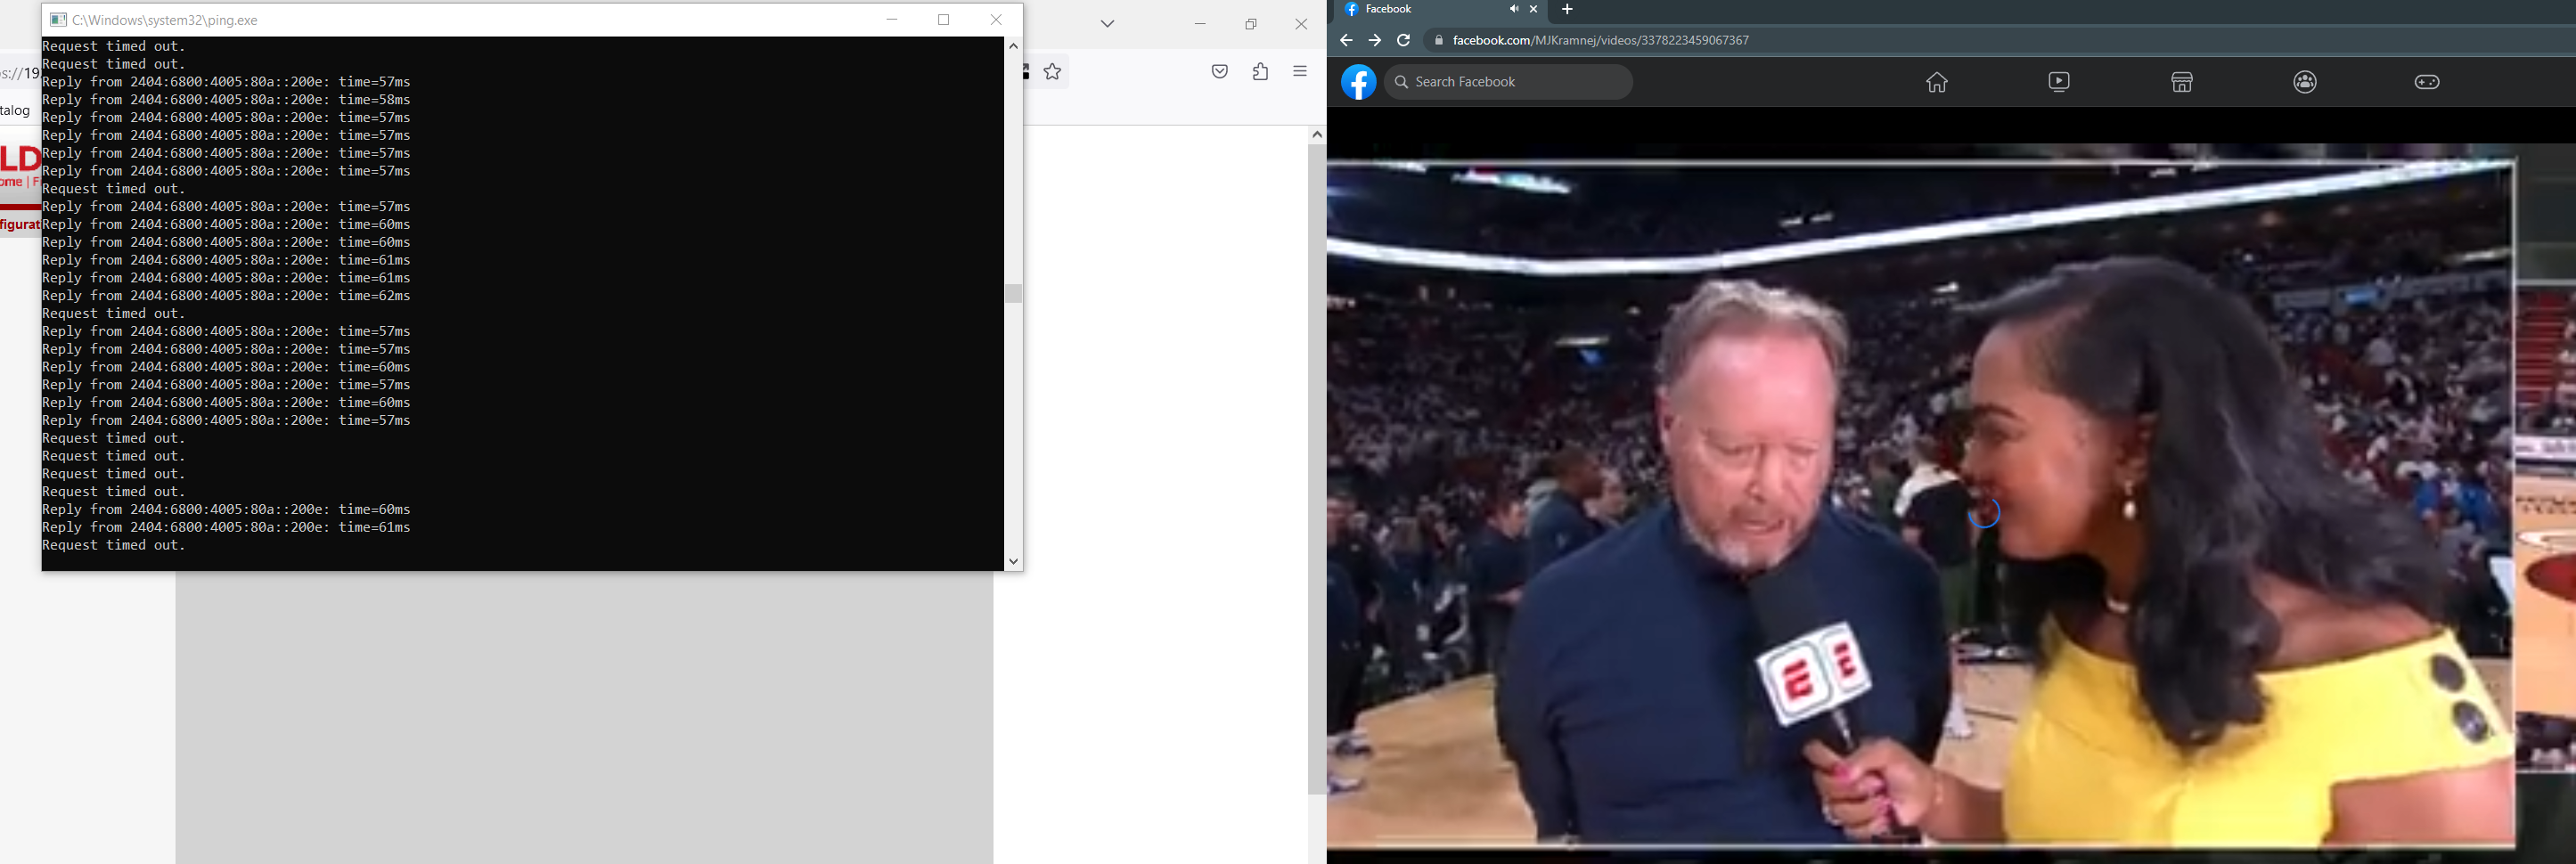 C:\Windows\system32\ping.exe
Request timed out.
Request timed out.
Reply from 2404:6800:4005:80a::200e: time=57ms
Reply from 2404:6800:4005:80a::200e: time=58ms
Reply from 2404:6800:4005:80a::200e: time=57ms
Reply from 2404:6800:4005:80a::200e: time=57ms
Reply from 2404:6800:4005:80a::200e: time=57ms
Reply from 2404:6800:4005:80a::200e: time=57ms
Request timed out.
Reply from 2404:6800:4005:80a::200e: time=57ms
Reply from 2404:6800:4005:80a::200e: time=60ms
Reply from 2404:6800:4005:80a::200e: time=60ms
Reply from 2404:6800:4005:80a::200e: time=61ms
Reply from 2404:6800:4005:80a::200e: time=61ms
Reply from 2404:6800:4005:80a::200e: time=62ms
Request timed out.
Reply from 2404:6800:4005:80a::200e: time=57ms
Reply from 2404:6800:4005:80a::200e: time=57ms
Reply from 2404:6800:4005:80a::200e: time=60ms
Reply from 2404:6800:4005:80a::200e: time=57ms
Reply from 2404:6800:4005:80a::200e: time=60ms
Reply from 2404:6800:4005:80a::200e: time=57ms
Request timed out.
Request timed out.
Request timed out.
Request timed out.
Reply from 2404:6800:4005:80a::200e: time=60ms
Reply from 2404:6800:4005:80a::200e: time=61ms
Request timed out.
s://19
talog
LD
ome | F
figurat
Facebook
facebook.com/MJKramnej/videos/3378223459067367
Search Facebook
E E